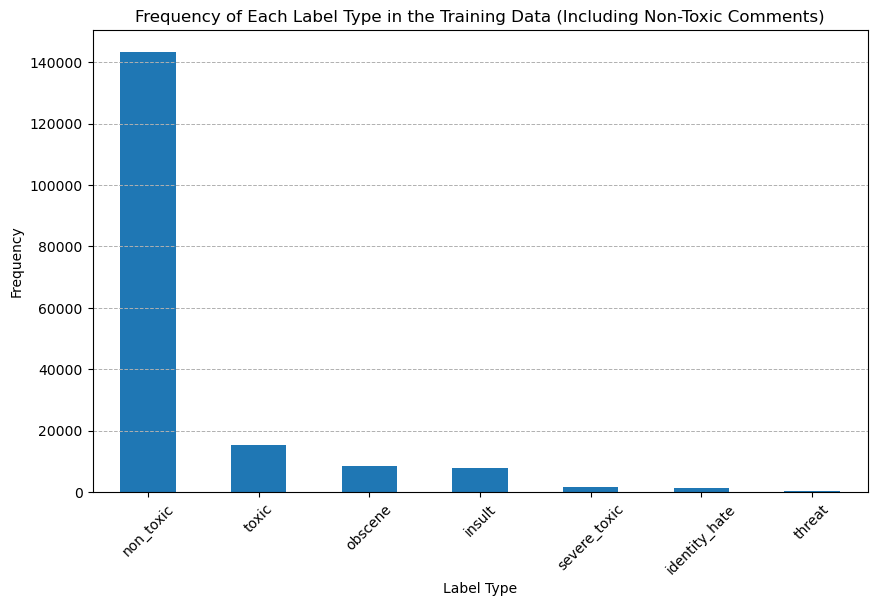 Frequency of Each Label Type in the Training Data (Including Non-Toxic Comments)
140000
120000
100000
80000
60000
40000
20000
0
Frequency
non_toxic
toxic
obscene
insult
severe_toxic
identity_hate
threat
Label Type